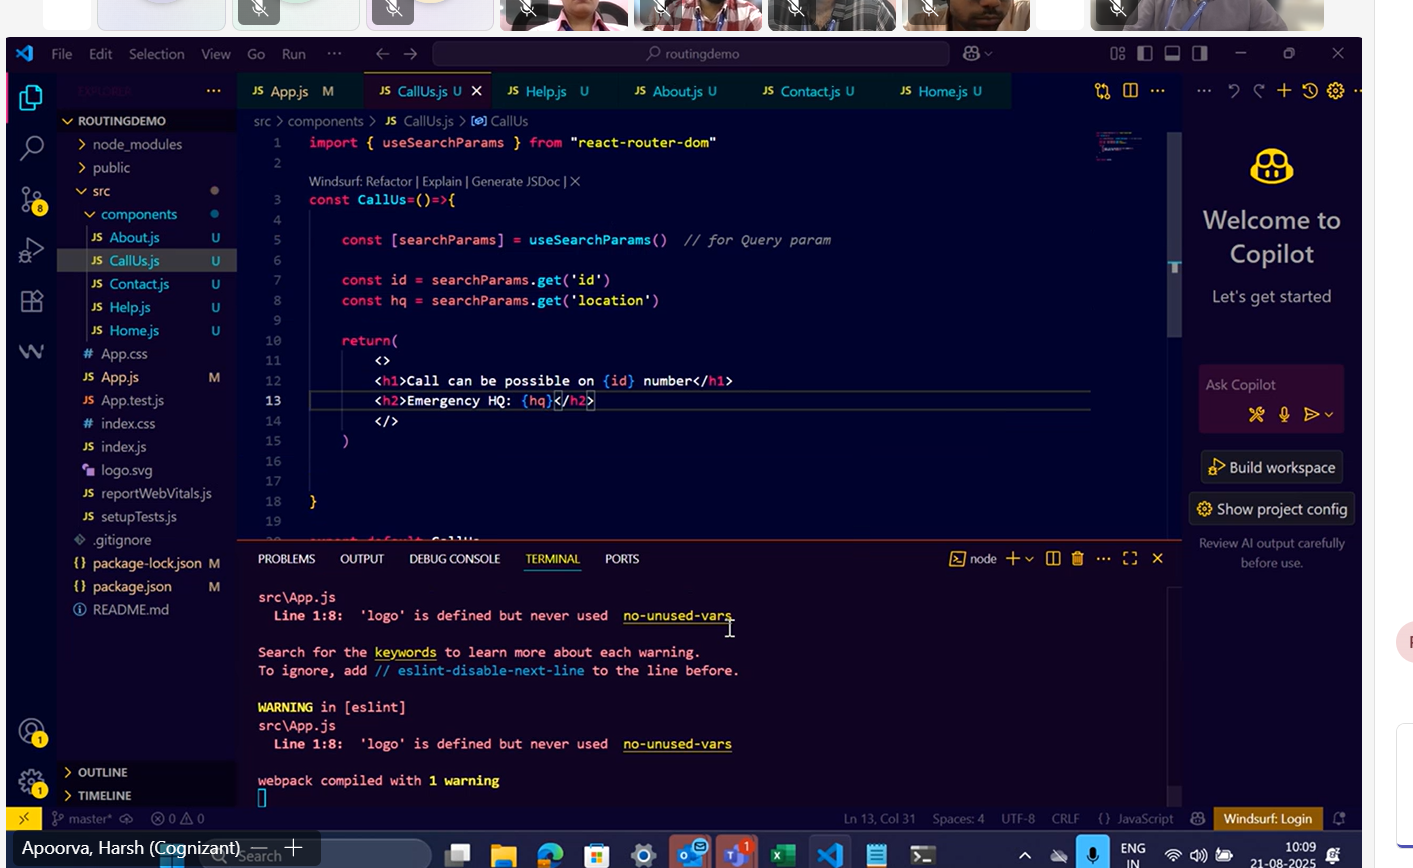 File Edit Selection View Go Run ··· routingdemo
EXPLORER ···
ROUTINGDEMO
node_modules
public
src
components
JS About.js U
JS CallUs.js U
JS Contact.js U
JS Help.js U
JS Home.js U
# App.css
JS App.js M
JS App.test.js
# index.css
JS index.js
logo.svg
JS reportWebVitals.js
JS setupTests.js
.gitignore
{} package-lock.json M
{} package.json M
README.md
OUTLINE
TIMELINE
8
1
1
JS App.js M JS CallUs.js U JS Help.js U JS About.js U JS Contact.js U JS Home.js U
src > components > JS CallUs.js > CallUs
1 import { useSearchParams } from "react-router-dom"
2
Windsurf: Refactor | Explain | Generate JSDoc | X
3 const CallUs=()=>{
4
5 const [searchParams] = useSearchParams() // for Query param
6
7 const id = searchParams.get('id')
8 const hq = searchParams.get('location')
9
10 return(
11 <>
12 <h1>Call can be possible on {id} number</h1>
13 <h2>Emergency HQ: {hq}</h2>
14 </>
15 )
16
17
18 }
19
export default CallUs
PROBLEMS OUTPUT DEBUG CONSOLE TERMINAL PORTS node
src\App.js
Line 1:8: 'logo' is defined but never used no-unused-vars
Search for the keywords to learn more about each warning.
To ignore, add // eslint-disable-next-line to the line before.
WARNING in [eslint]
src\App.js
Line 1:8: 'logo' is defined but never used no-unused-vars
webpack compiled with 1 warning
Welcome to
Copilot
Let's get started
Ask Copilot
Build workspace
Show project config
Review AI output carefully
before use.
master* 0 0 Ln 13, Col 31 Spaces: 4 UTF-8 CRLF {} JavaScript Windsurf: Login
Apoorva, Harsh (Cognizant)
Search
1
ENG
IN
10:09
21-08-2025